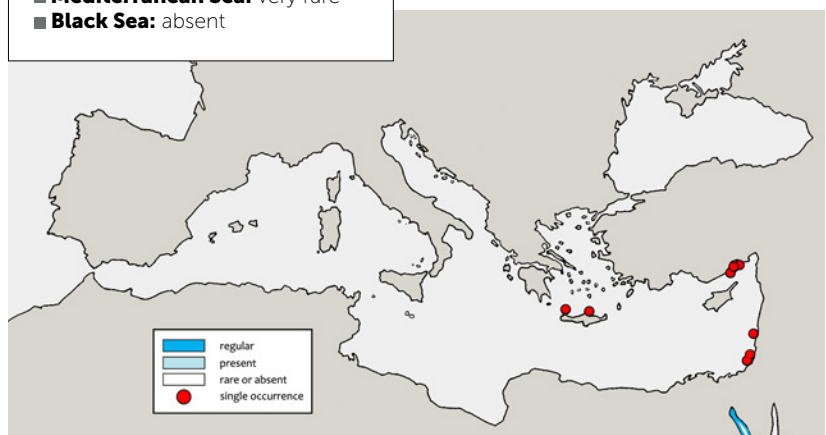 ■ Mediterranean Sea: very rare
■ Black Sea: absent
regular
present
rare or absent
single occurrence